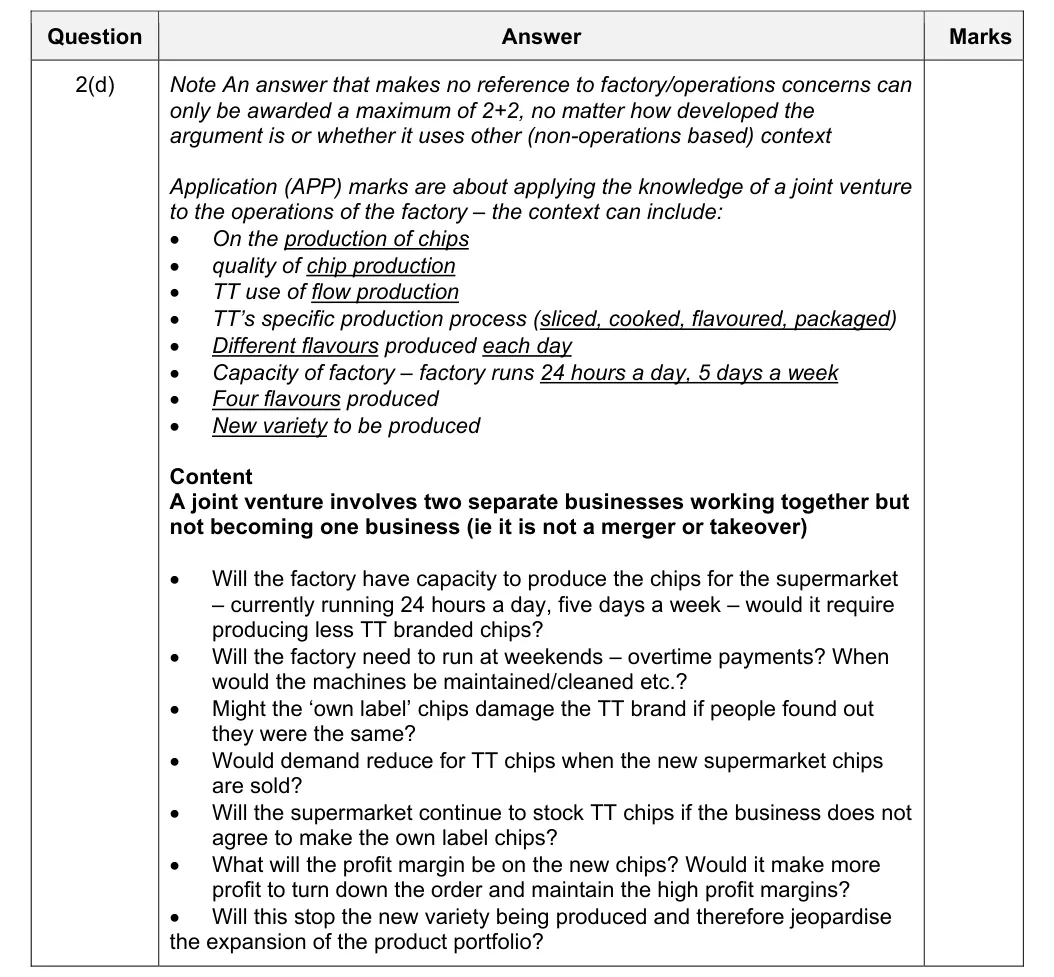 Question Answer Marks
2(d) Note An answer that makes no reference to factory/operations concerns can
only be awarded a maximum of 2+2, no matter how developed the
argument is or whether it uses other (non-operations based) context
Application (APP) marks are about applying the knowledge of a joint venture
to the operations of the factory – the context can include:
• On the production of chips
• quality of chip production
• TT use of flow production
• TT's specific production process (sliced, cooked, flavoured, packaged)
• Different flavours produced each day
• Capacity of factory – factory runs 24 hours a day, 5 days a week
• Four flavours produced
• New variety to be produced
Content
A joint venture involves two separate businesses working together but
not becoming one business (ie it is not a merger or takeover)
• Will the factory have capacity to produce the chips for the supermarket
– currently running 24 hours a day, five days a week – would it require
producing less TT branded chips?
• Will the factory need to run at weekends – overtime payments? When
would the machines be maintained/cleaned etc.?
• Might the ‘own label’ chips damage the TT brand if people found out
they were the same?
• Would demand reduce for TT chips when the new supermarket chips
are sold?
• Will the supermarket continue to stock TT chips if the business does not
agree to make the own label chips?
• What will the profit margin be on the new chips? Would it make more
profit to turn down the order and maintain the high profit margins?
• Will this stop the new variety being produced and therefore jeopardise
the expansion of the product portfolio?